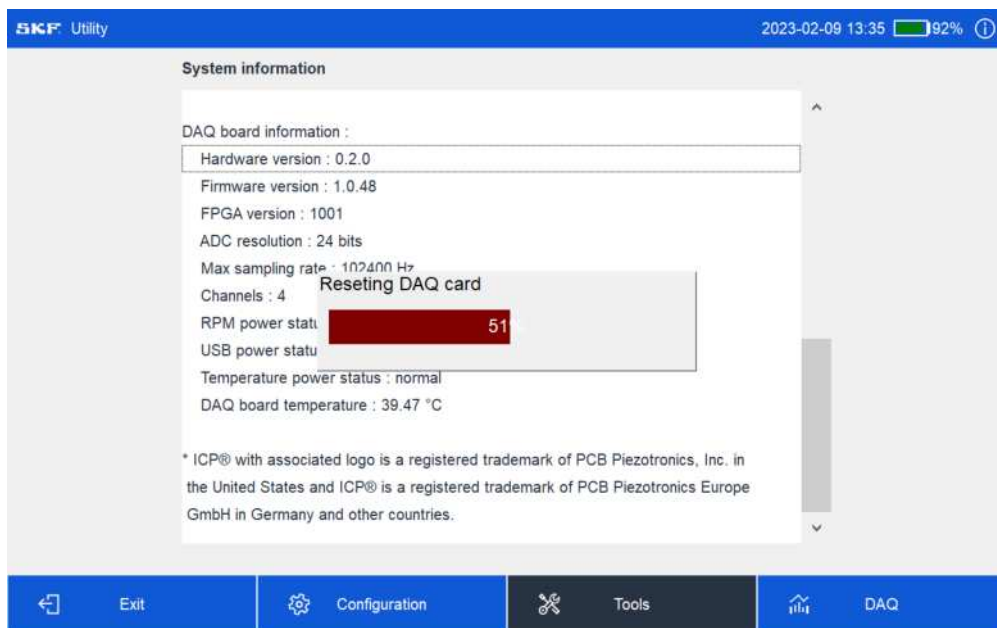 SKF Utility
2023-02-09 13:35 92%
System information
DAQ board information :
Hardware version : 0.2.0
Firmware version : 1.0.48
FPGA version : 1001
ADC resolution : 24 bits
Max sampling rate : 102400 Hz
Reseting DAQ card
Channels : 4
RPM power statu
51%
USB power statu
Temperature power status : normal
DAQ board temperature : 39.47 °C
* ICP® with associated logo is a registered trademark of PCB Piezotronics, Inc. in
the United States and ICP® is a registered trademark of PCB Piezotronics Europe
GmbH in Germany and other countries.
Exit
Configuration
Tools
DAQ